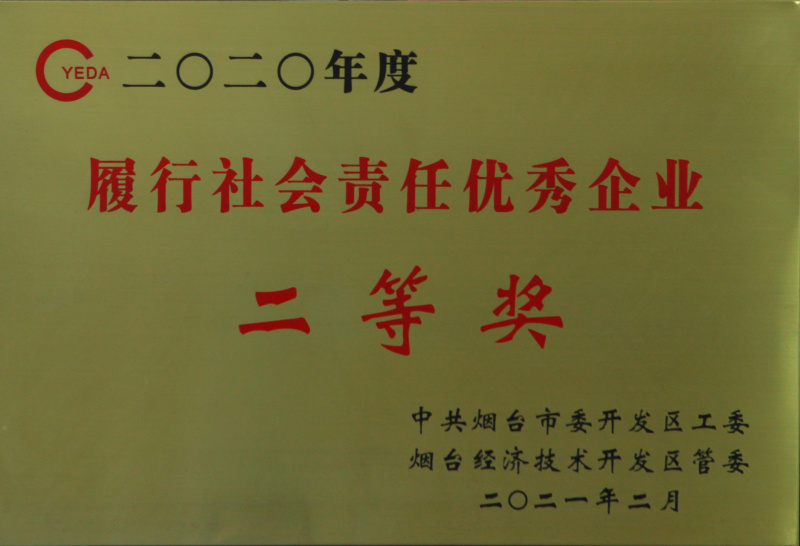 YEDA 二〇二〇年度
履行社会责任优秀企业
二等奖
中共烟台市委开发区工委
烟台经济技术开发区管委
二〇二一年二月